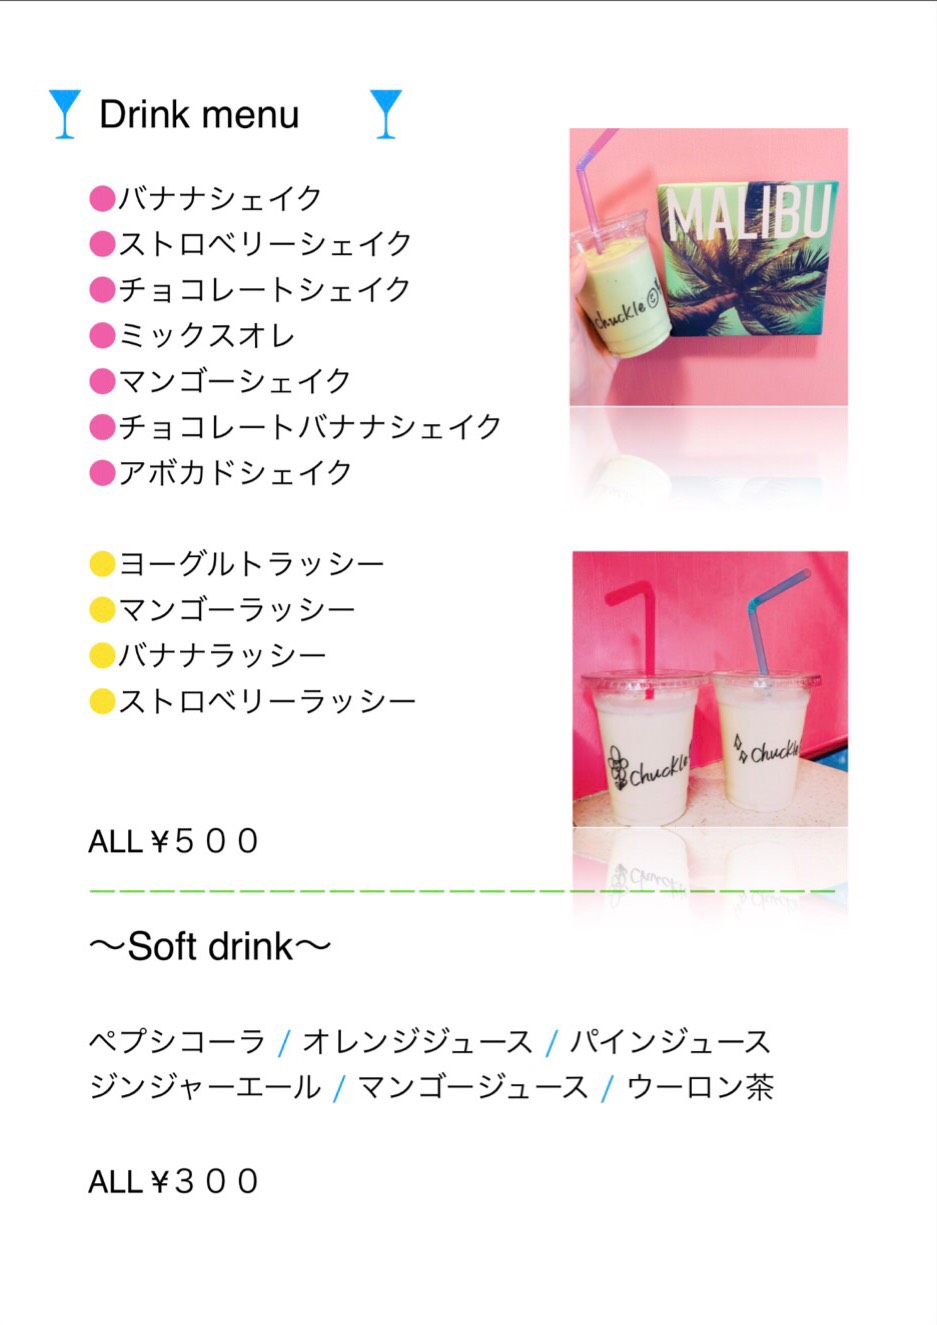 Drink menu
●バナナシェイク
●ストロベリーシェイク
●チョコレートシェイク
●ミックスオレ
●マンゴーシェイク
●チョコレートバナナシェイク
●アボカドシェイク
●ヨーグルトラッシー
●マンゴーラッシー
●バナナラッシー
●ストロベリーラッシー
ALL¥５００
〜Soft drink〜
ペプシコーラ / オレンジジュース / パインジュース
ジンジャーエール / マンゴージュース / ウーロン茶
ALL¥３００
MALIBU
chuckle
chuckle
chuckle